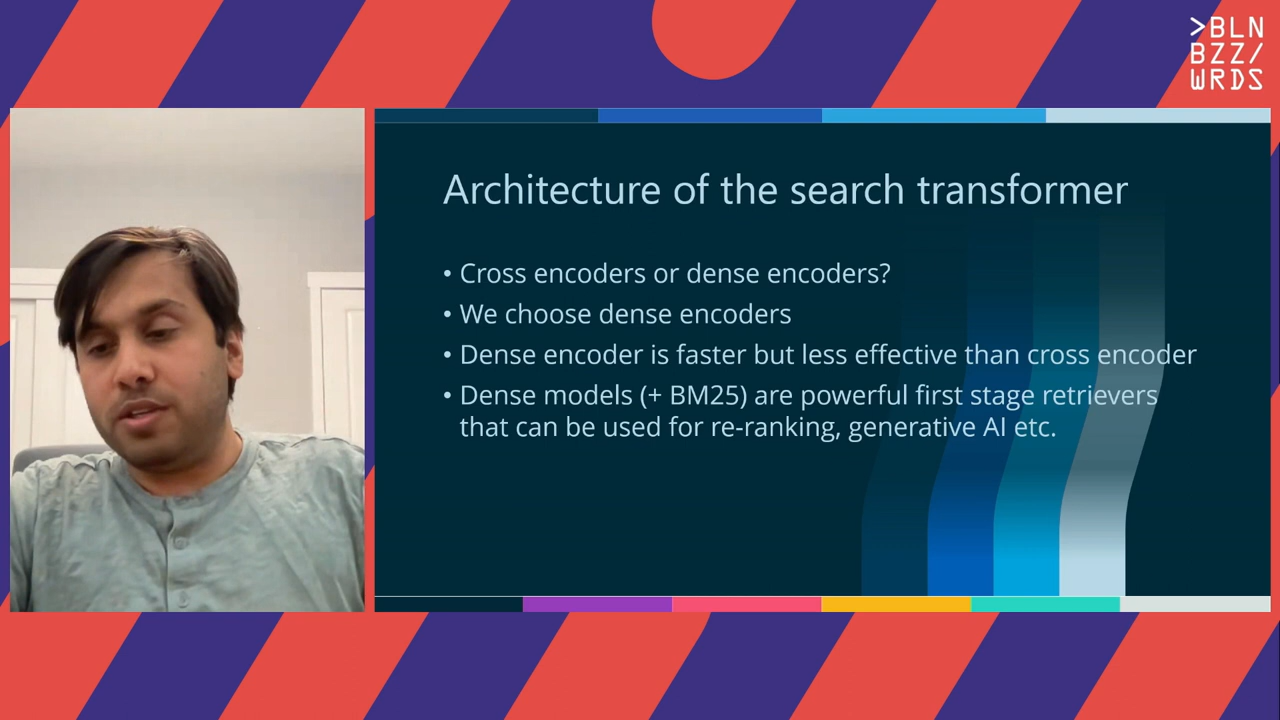 >BLN
BZZ/
WRDS
Architecture of the search transformer
• Cross encoders or dense encoders?
• We choose dense encoders
• Dense encoder is faster but less effective than cross encoder
• Dense models (+ BM25) are powerful first stage retrievers
that can be used for re-ranking, generative AI etc.